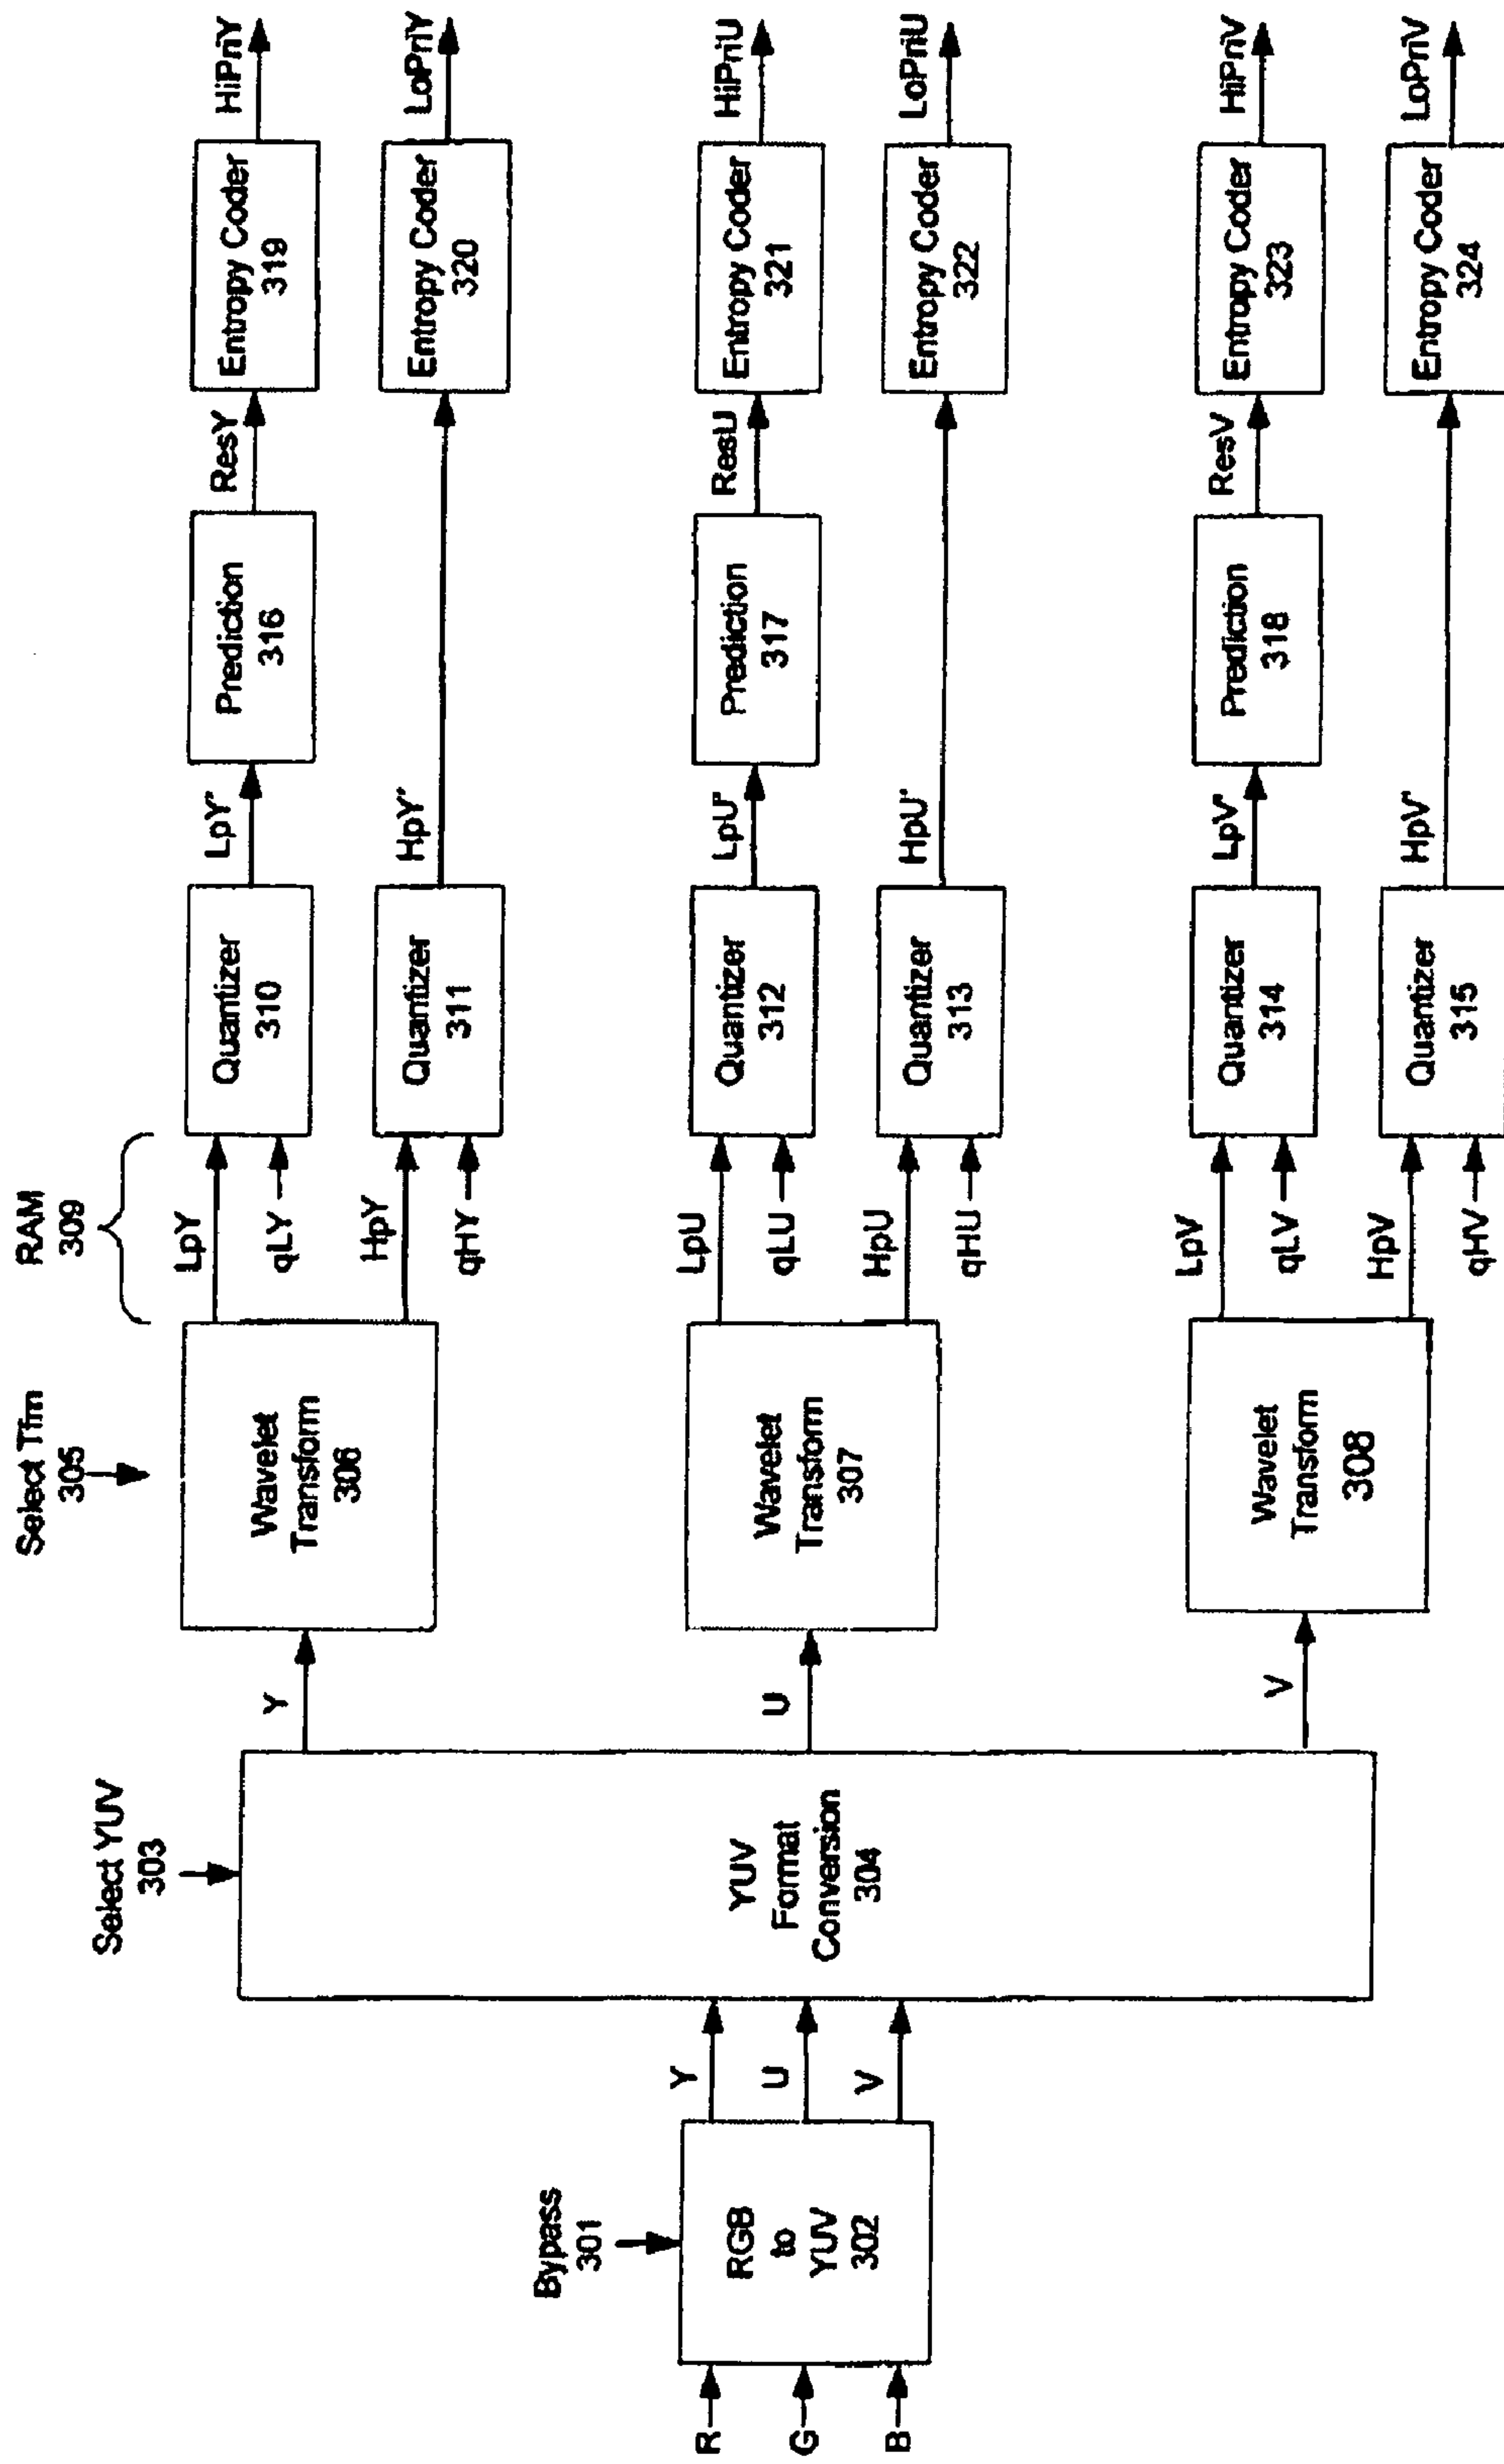 R
G
B
Bypass
301
RGB
to
YUV
302
Y
U
V
Select YUV
303
YUV
Format
Conversion
304
Y
U
V
Select Tfm
305
Wavelet
Transform
306
Wavelet
Transform
307
Wavelet
Transform
308
RAM
309
LpY
qLY
HpY
qHY
LpU
qLU
HpU
qHU
LpV
qLV
HpV
qHV
Quantizer
310
Quantizer
311
Quantizer
312
Quantizer
313
Quantizer
314
Quantizer
315
LpY'
HpY'
LpU'
HpU'
LpV'
HpV'
Prediction
316
Prediction
317
Prediction
318
ResY
ResU
ResV
Entropy Coder
319
Entropy Coder
320
Entropy Coder
321
Entropy Coder
322
Entropy Coder
323
Entropy Coder
324
HiPriY
LoPriY
HiPriU
LoPriU
HiPriV
LoPriV